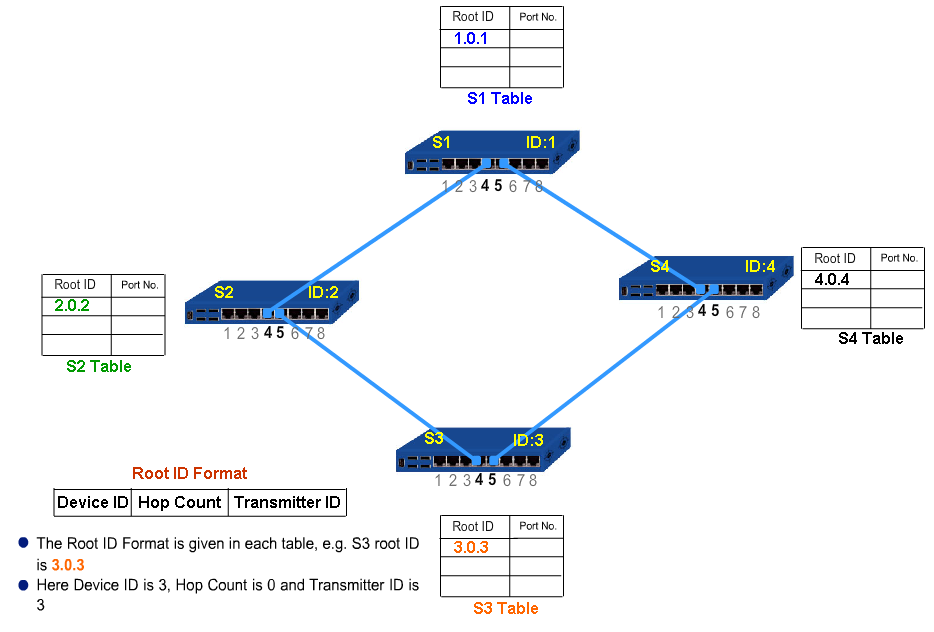 Root ID Port No.
1.0.1
S1 Table
S1 ID:1
1 2 3 4 5 6 7 8
Root ID Port No.
2.0.2
S2 Table
S2 ID:2
1 2 3 4 5 6 7 8
S4 ID:4
1 2 3 4 5 6 7 8
Root ID Port No.
4.0.4
S4 Table
S3 ID:3
1 2 3 4 5 6 7 8
Root ID Format
Device ID Hop Count Transmitter ID
The Root ID Format is given in each table, e.g. S3 root ID
is 3.0.3
Here Device ID is 3, Hop Count is 0 and Transmitter ID is
3
Root ID Port No.
3.0.3
S3 Table